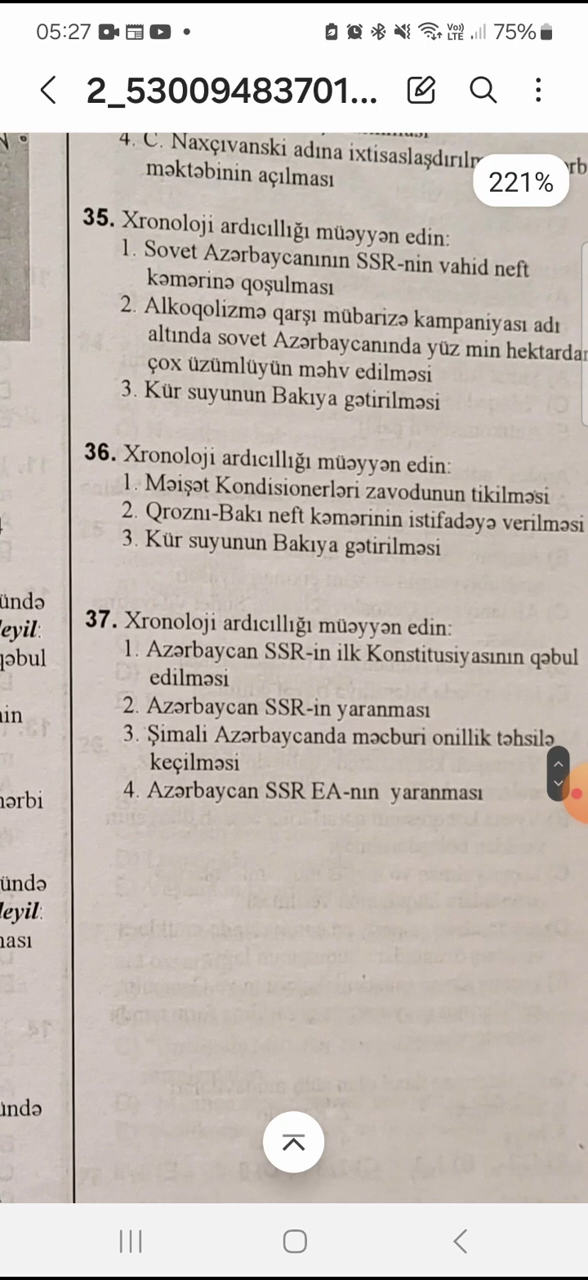 05:27
75%
2_53009483701...
4. C. Naxçıvanski adına
məktəbinin açılması
221%
35. Xronoloji ardıcıllığı müəyyən edin:
1. Sovet Azərbaycanının SSR-nin vahid neft
kəmərinə qoşulması
2. Alkoqolizmə qarşı mübarizə kampaniyası adı
altında sovet Azərbaycanında yüz min hektardan
çox üzümlüyün məhv edilməsi
3. Kür suyunun Bakıya gətirilməsi
36. Xronoloji ardıcıllığı müəyyən edin:
1. Məişət Kondisionerləri zavodunun tikilməsi
2. Qroznı-Bakı neft kəmərinin istifadəyə verilməsi
3. Kür suyunun Bakıya gətirilməsi
ündə
leyil:
qəbul
37. Xronoloji ardıcıllığı müəyyən edin:
1. Azərbaycan SSR-in ilk Konstitusiyasının qəbul
edilməsi
2. Azərbaycan SSR-in yaranması
3. Şimali Azərbaycanda məcburi onillik təhsilə
keçilməsi
4. Azərbaycan SSR EA-nın yaranması
hərbi
ündə
leyil:
ması
ündə